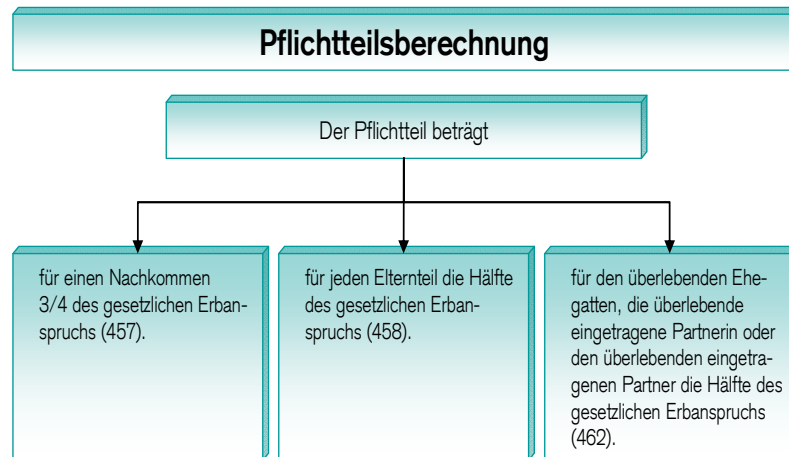 Pflichtteilsberechnung
Der Pflichtteil beträgt
für einen Nachkommen
3/4 des gesetzlichen Erban-
spruchs (457).
für jeden Elternteil die Hälfte
des gesetzlichen Erban-
spruchs (458).
für den überlebenden Ehe-
gatten, die überlebende
eingetragene Partnerin oder
den überlebenden eingetra-
genen Partner die Hälfte des
gesetzlichen Erbanspruchs
(462).